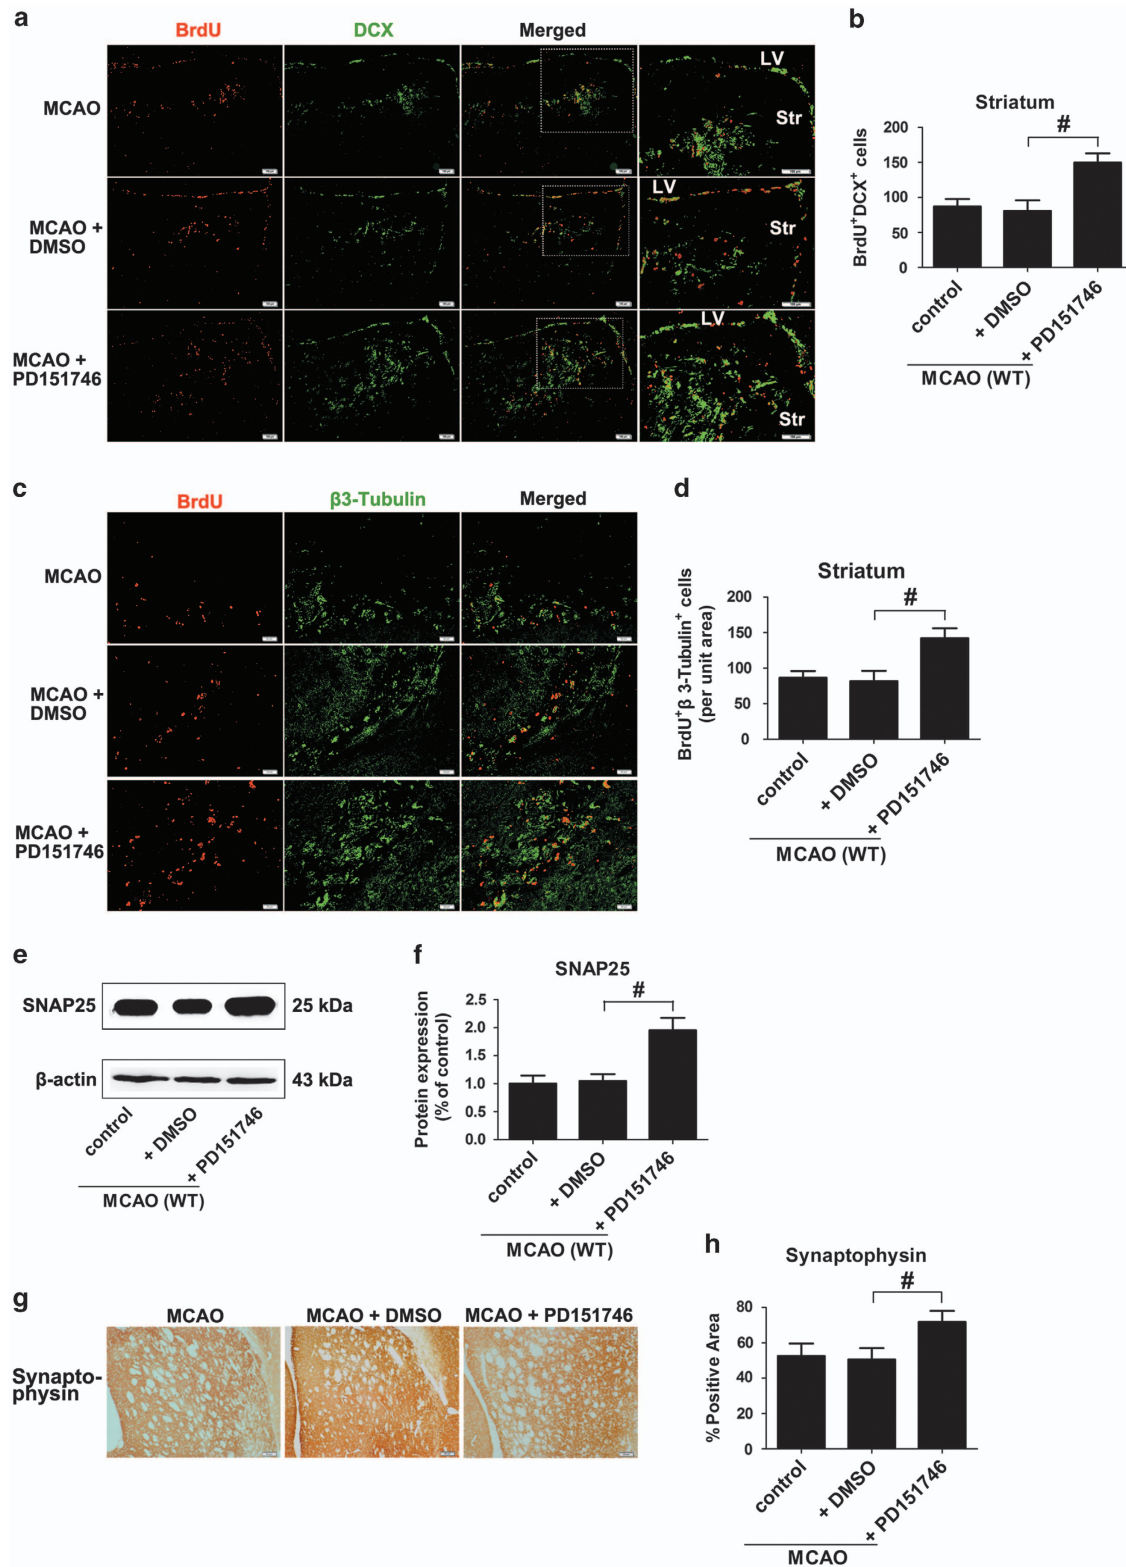 a
BrdU DCX Merged
MCAO
LV
Str
MCAO +
DMSO
LV
Str
MCAO +
PD151746
LV
Str
b
Striatum
BrdU+DCX+ cells
200
150
100
50
0
control
+ DMSO
+ PD151746
MCAO (WT)
c
BrdU β3-Tubulin Merged
MCAO
MCAO +
DMSO
MCAO +
PD151746
d
Striatum
#
BrdU+β 3-Tubulin+ cells
(per unit area)
200
150
100
50
0
control
+ DMSO
+ PD151746
MCAO (WT)
e
SNAP25 25 kDa
β-actin 43 kDa
control
+ DMSO
+ PD151746
MCAO (WT)
f
SNAP25
#
Protein expression
(% of control)
2.5
2.0
1.5
1.0
0.5
0.0
control
+ DMSO
+ PD151746
MCAO (WT)
g
MCAO MCAO + DMSO MCAO + PD151746
Synapto-
physin
h
Synaptophysin
#
% Positive Area
80
60
40
20
0
control
+ DMSO
+ PD151746
MCAO